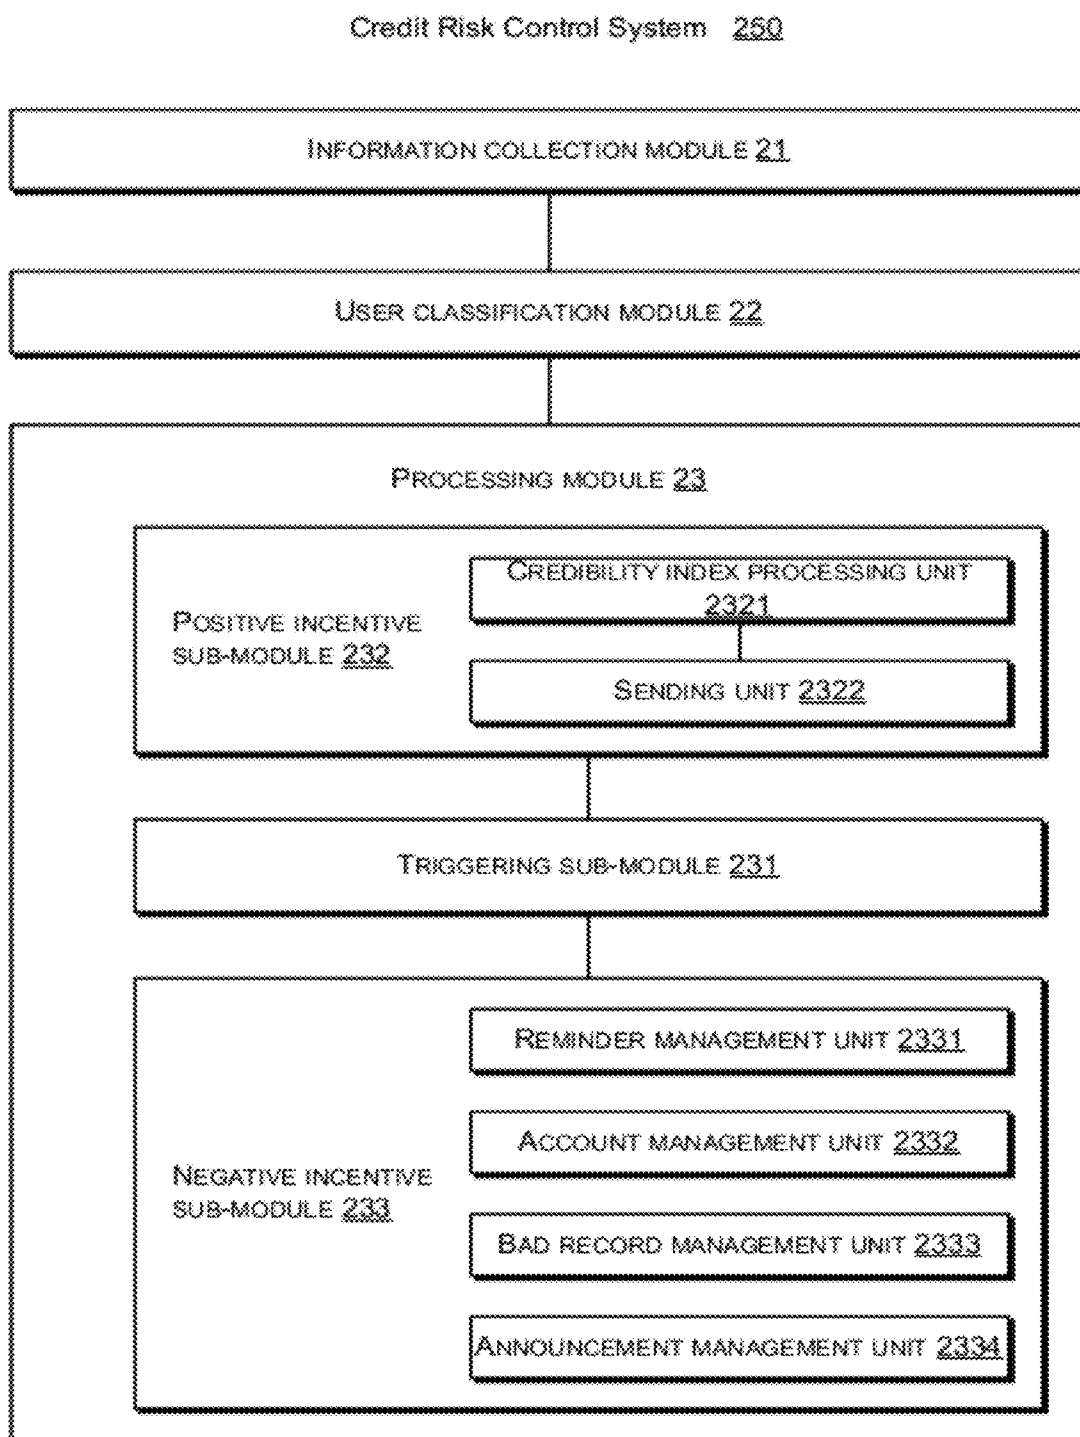 Credit Risk Control System 250
INFORMATION COLLECTION MODULE 21
USER CLASSIFICATION MODULE 22
PROCESSING MODULE 23
POSITIVE INCENTIVE
SUB-MODULE 232
CREDIBILITY INDEX PROCESSING UNIT
2321
SENDING UNIT 2322
TRIGGERING SUB-MODULE 231
NEGATIVE INCENTIVE
SUB-MODULE 233
REMINDER MANAGEMENT UNIT 2331
ACCOUNT MANAGEMENT UNIT 2332
BAD RECORD MANAGEMENT UNIT 2333
ANNOUNCEMENT MANAGEMENT UNIT 2334